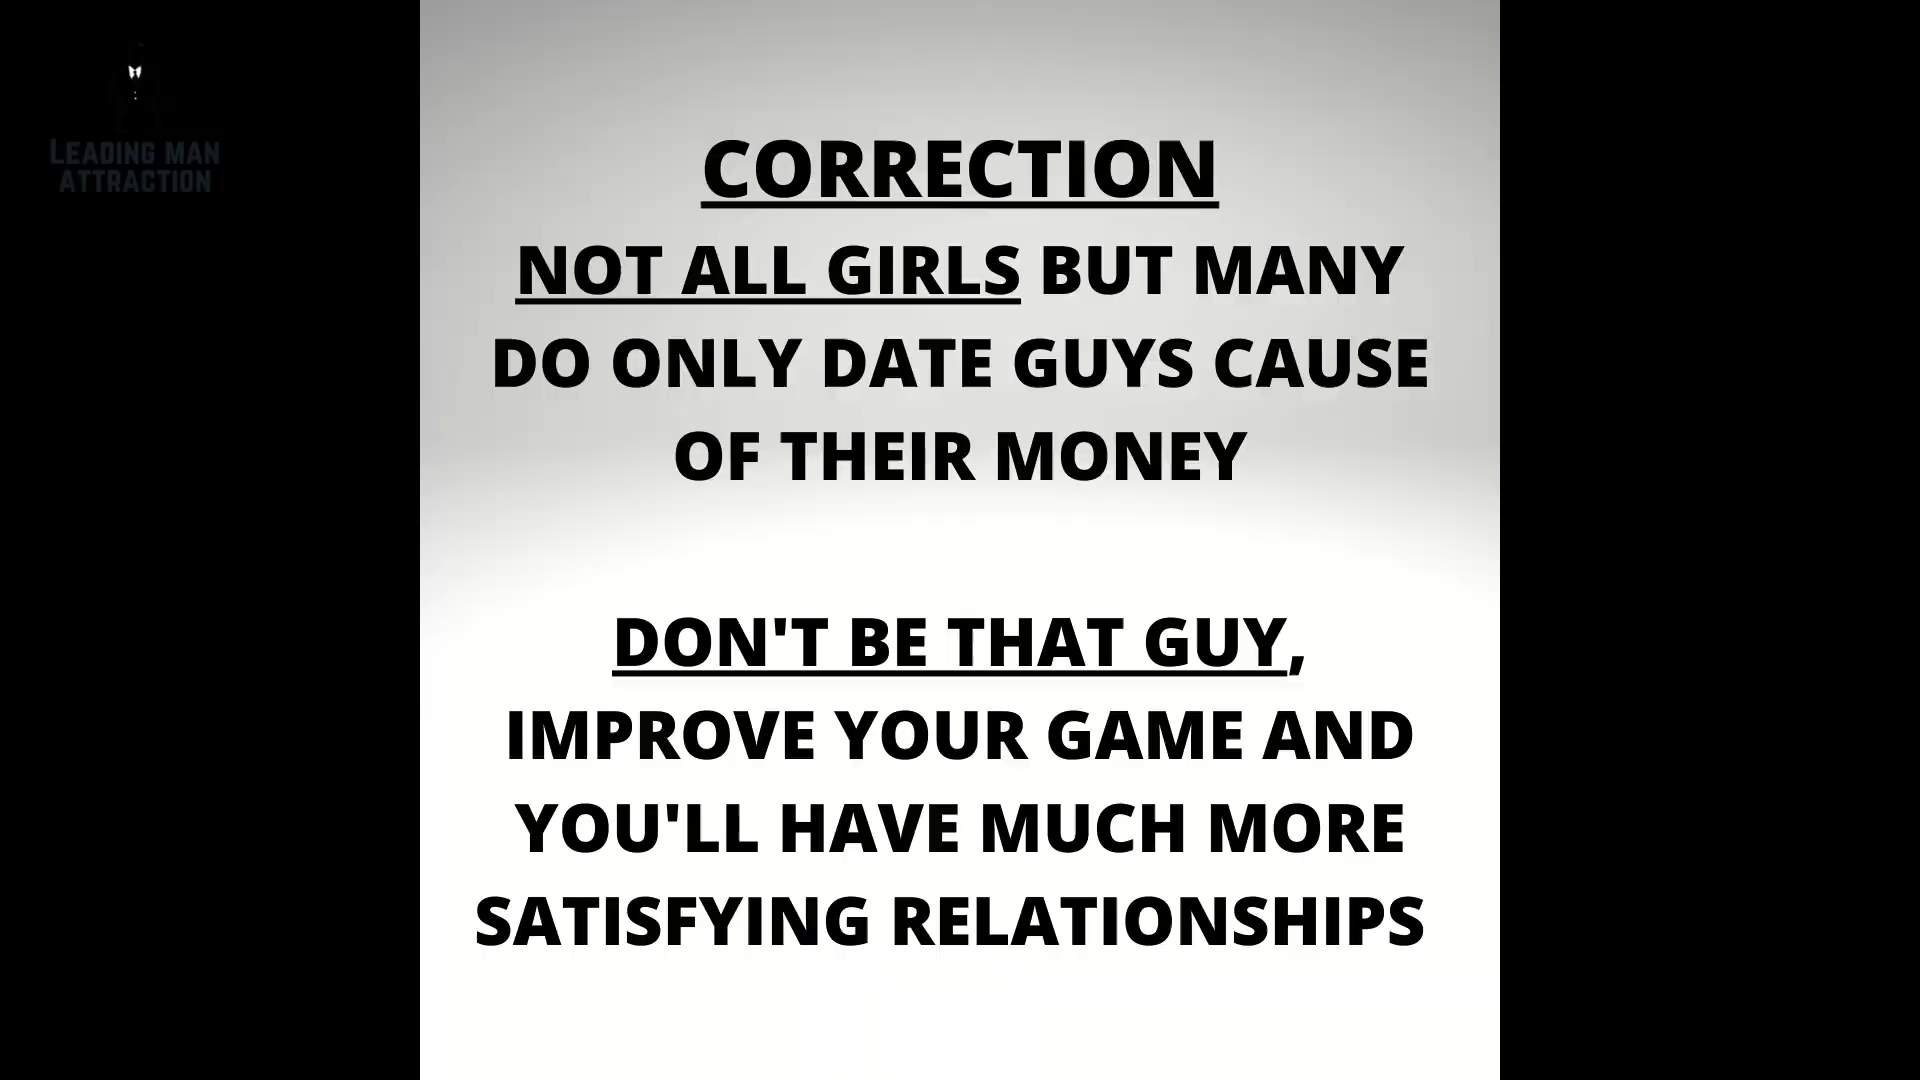 LEADING MAN
ATTRACTION
CORRECTION
NOT ALL GIRLS BUT MANY
DO ONLY DATE GUYS CAUSE
OF THEIR MONEY
DON'T BE THAT GUY,
IMPROVE YOUR GAME AND
YOU'LL HAVE MUCH MORE
SATISFYING RELATIONSHIPS